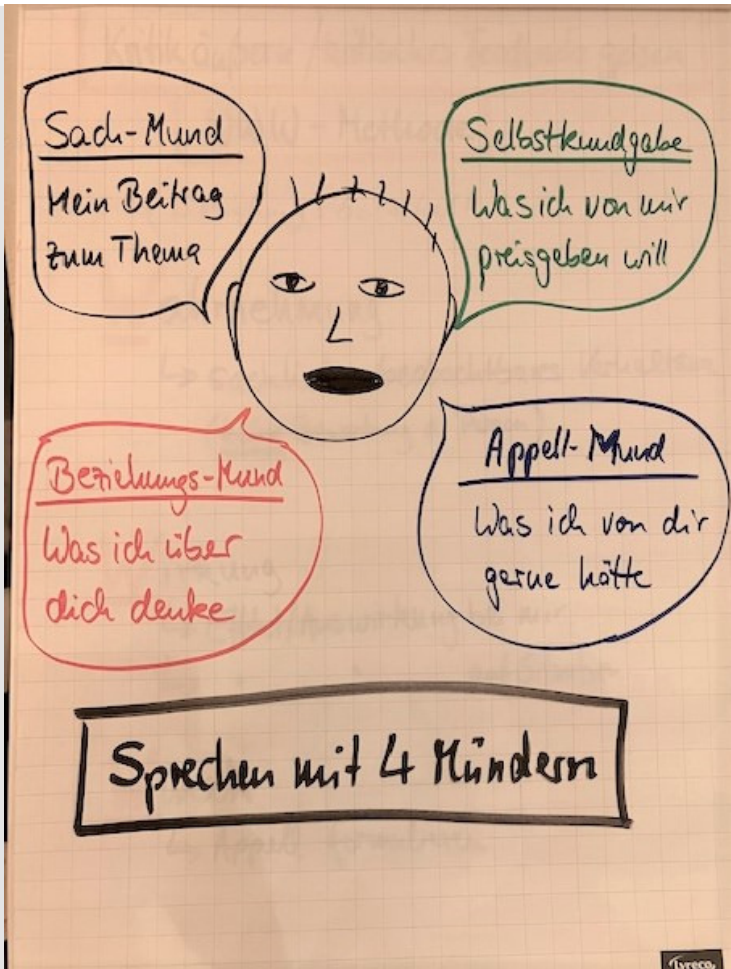 Sach-Mund
Mein Beitrag
zum Thema
Selbstkundgabe
Was ich von mir
preisgeben will
Beziehungs-Mund
Was ich über
dich denke
Appell-Mund
Was ich von dir
gerne hätte
Sprechen mit 4 Mündern
lyreco